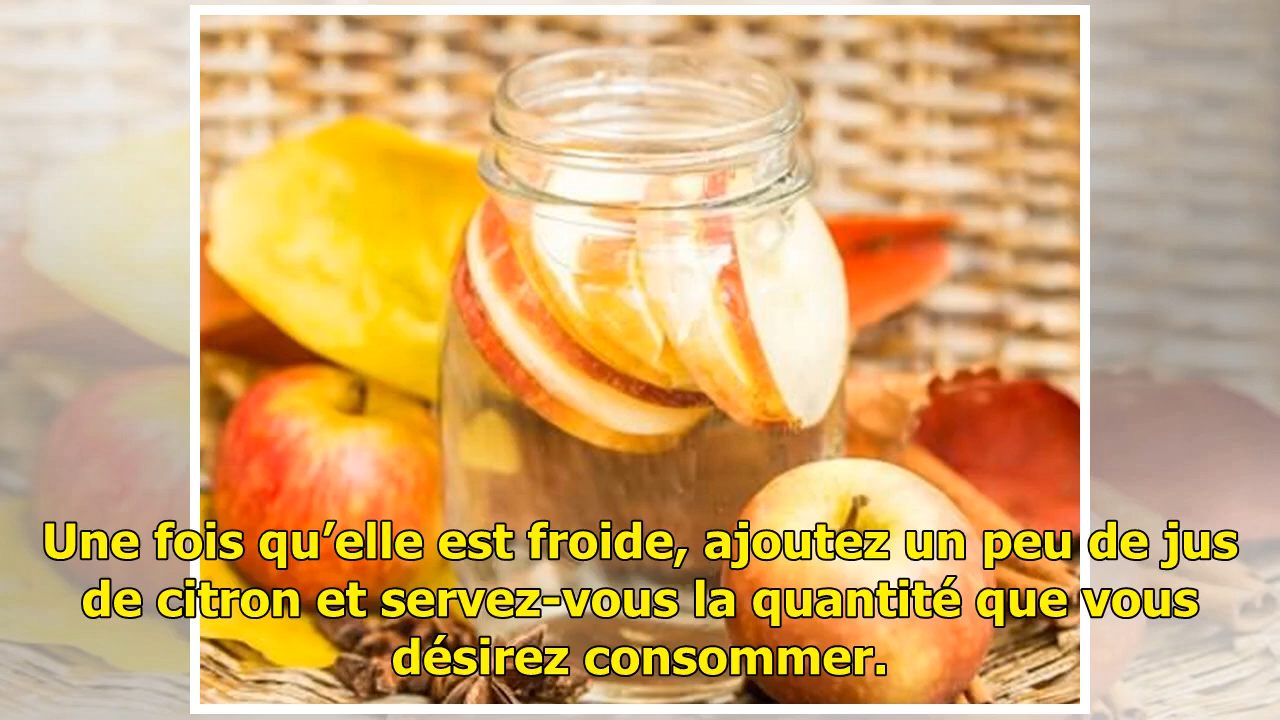 Une fois qu’elle est froide, ajoutez un peu de jus
de citron et servez-vous la quantité que vous
désirez consommer.